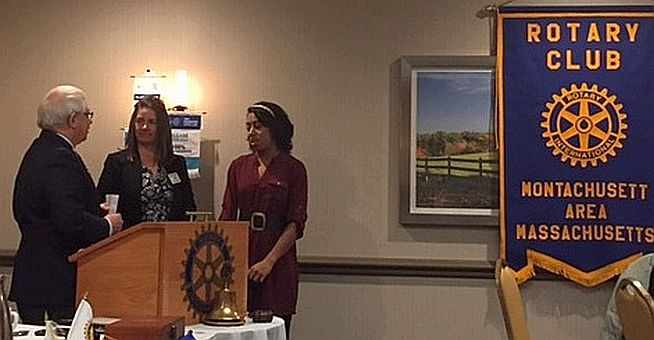 ROTARY
CLUB
ROTARY
INTERNATIONAL
MONTACHUSETT
AREA
MASSACHUSETTS